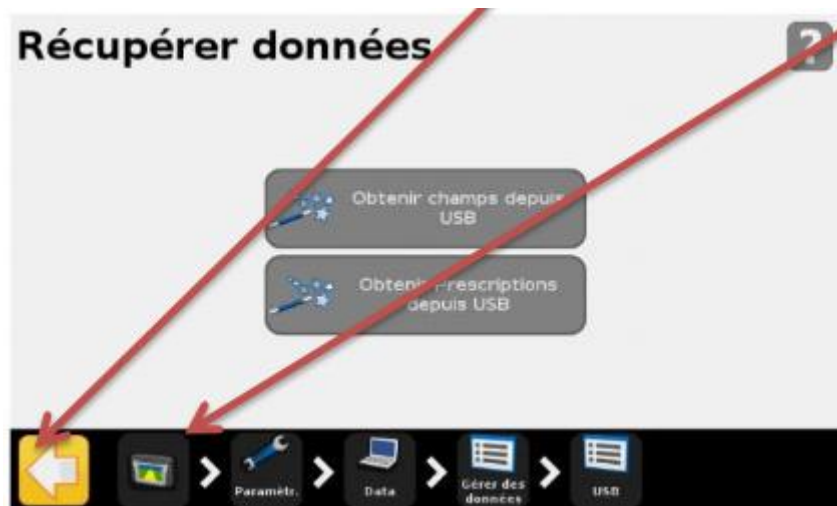 Récupérer données
?
Obtenir champs depuis
USB
Obtenir Prescriptions
depuis USB
Paramètr.
Data
Gérer des
données
USB